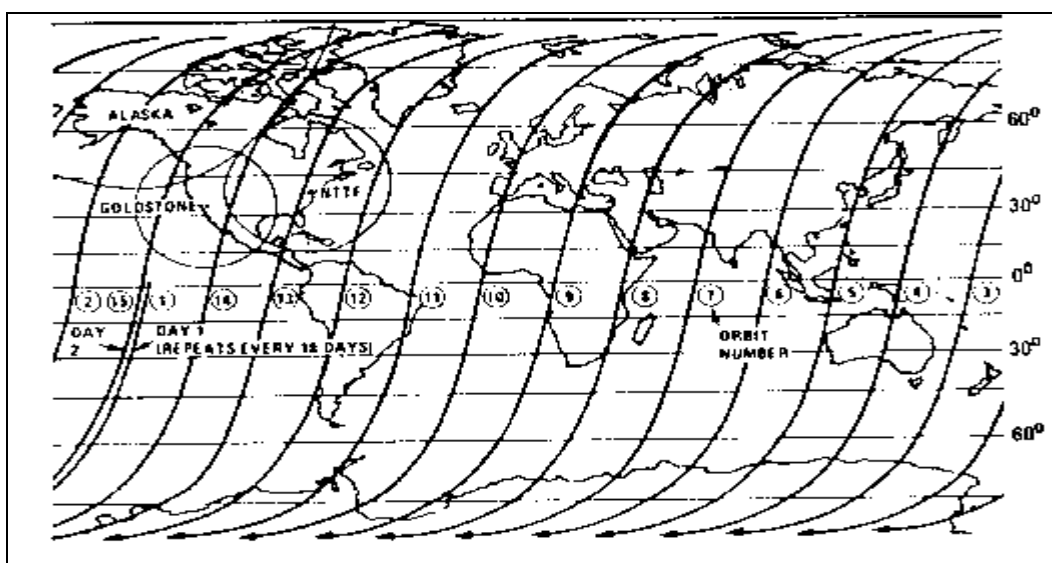 ALASKA
60°
GOLDSTONE
NTTF
30°
0°
2 15 1 14 13 12 11 10 9 8 7 6 5 4 3
DAY 2
DAY 1
(REPEATS EVERY 18 DAYS)
ORBIT
NUMBER
30°
60°